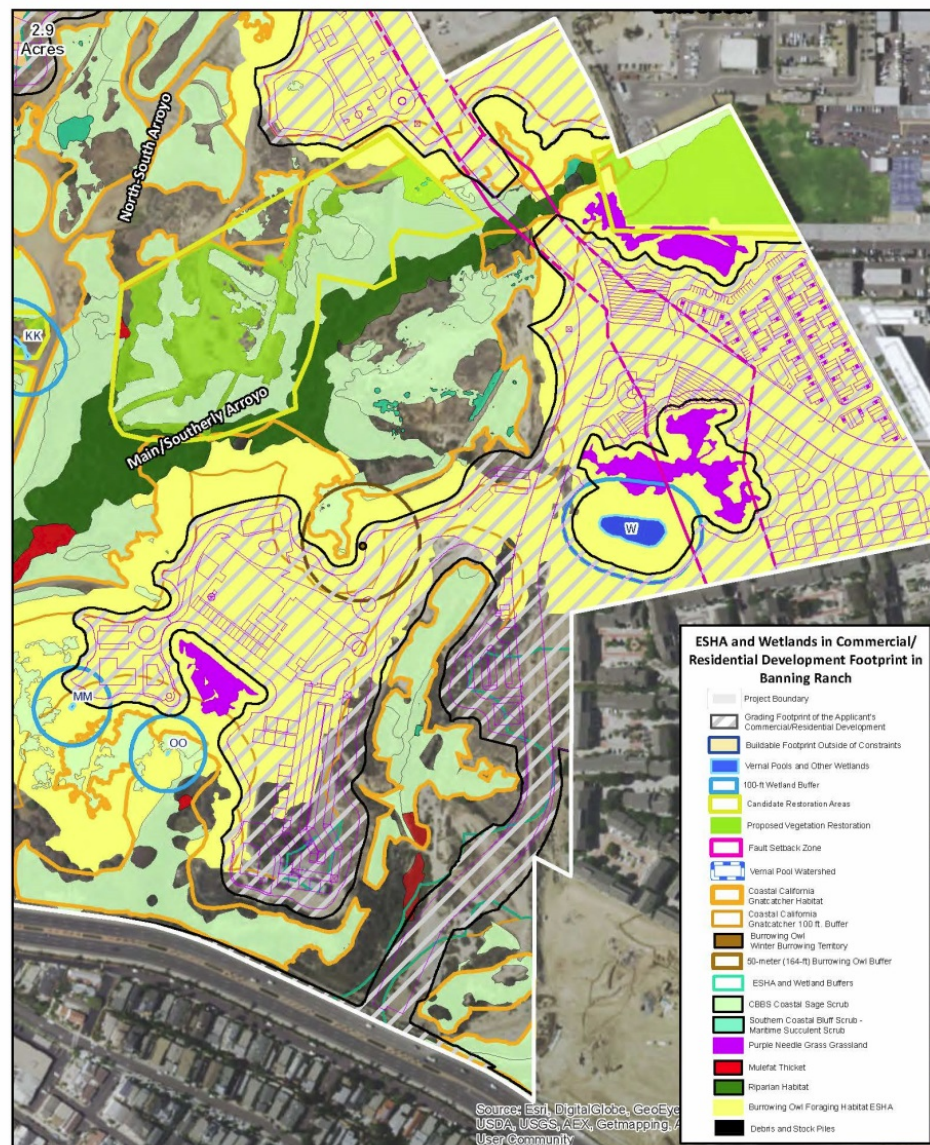 2.9
Acres
North-South Arroyo
KK
Main/Southerly Arroyo
W
MM
OO
ESHA and Wetlands in Commercial/
Residential Development Footprint in
Banning Ranch
Project Boundary
Grading Footprint of the Applicant's
Commercial/Residential Development
Buildable Footprint Outside of Constraints
Vernal Pools and Other Wetlands
100-ft Wetland Buffer
Candidate Restoration Areas
Proposed Vegetation Restoration
Fault Setback Zone
Vernal Pool Watershed
Coastal California
Gnatcatcher Habitat
Coastal California
Gnatcatcher 100 ft. Buffer
Burrowing Owl
Winter Burrowing Territory
50-meter (164-ft) Burrowing Owl Buffer
ESHA and Wetland Buffers
CBBS Coastal Sage Scrub
Southern Coastal Bluff Scrub -
Maritime Succulent Scrub
Purple Needle Grass Grassland
Mulefat Thicket
Riparian Habitat
Burrowing Owl Foraging Habitat ESHA
Debris and Stock Piles
Source: Esri, DigitalGlobe, GeoEye
USDA, USGS, AEX, Getmapping, A
User Community